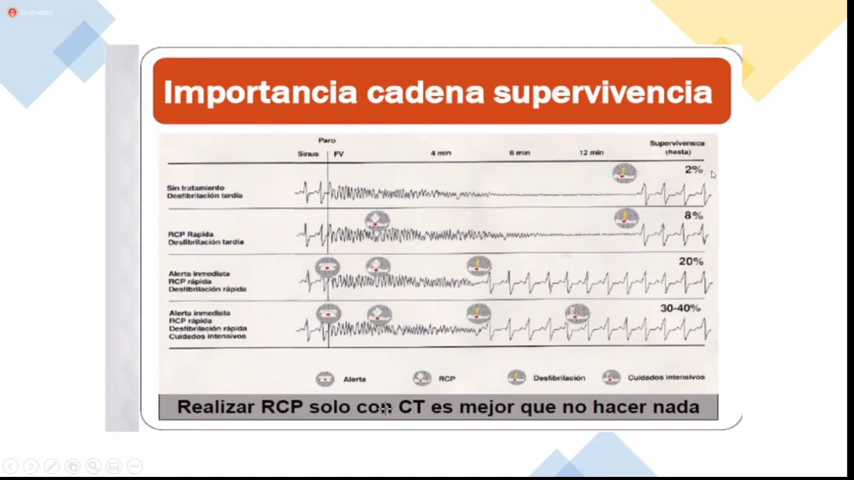 Grabando
Importancia cadena supervivencia
Paro
Sinus FV 4 min 8 min 12 min Supervivencia
(hasta)
2%
Sin tratamiento
Desfibrilación tardía
8%
RCP Rápida
Desfibrilación tardía
20%
Alerta inmediata
RCP rápida
Desfibrilación rápida
30-40%
Alerta inmediata
RCP rápida
Desfibrilación rápida
Cuidados intensivos
Alerta RCP Desfibrilación Cuidados intensivos
Realizar RCP solo con CT es mejor que no hacer nada